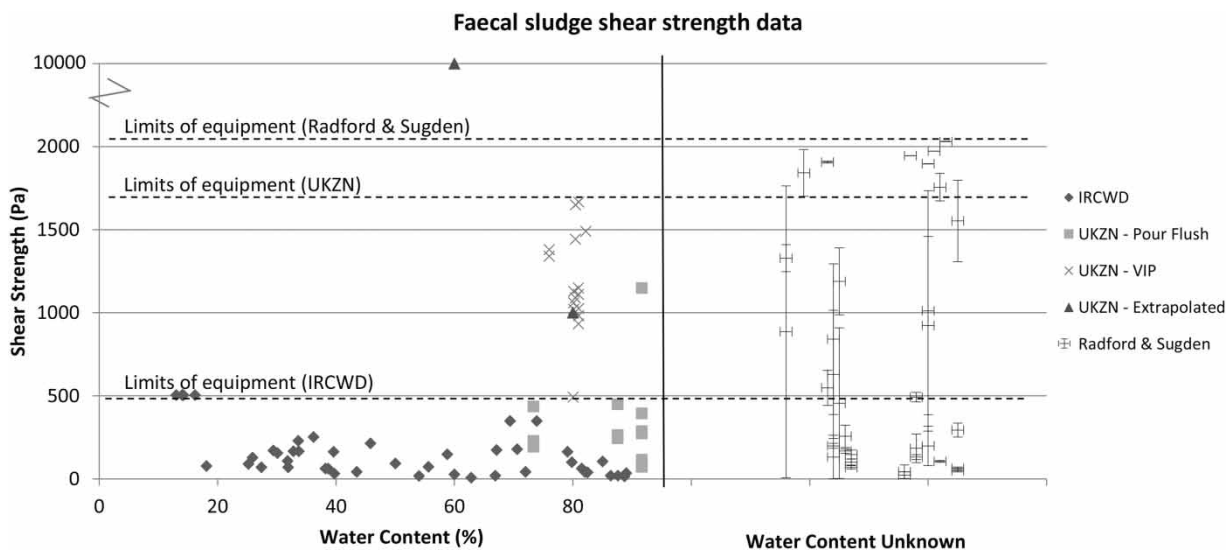 Faecal sludge shear strength data
10000
Limits of equipment (Radford & Sugden)
2000
Limits of equipment (UKZN)
1500
1000
Limits of equipment (IRCWD)
500
0
Shear Strength (Pa)
0 20 40 60 80
Water Content (%)
Water Content Unknown
IRCWD
UKZN - Pour Flush
UKZN - VIP
UKZN - Extrapolated
Radford & Sugden